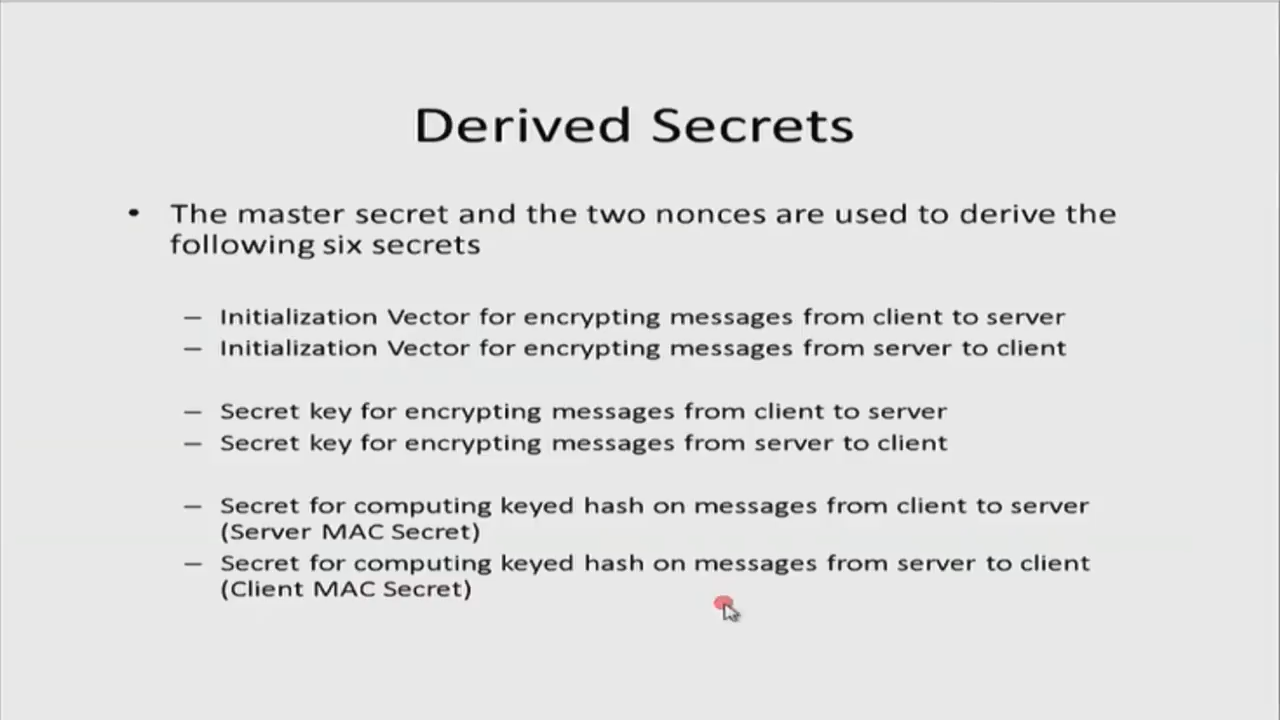 Derived Secrets
• The master secret and the two nonces are used to derive the
following six secrets
– Initialization Vector for encrypting messages from client to server
– Initialization Vector for encrypting messages from server to client
– Secret key for encrypting messages from client to server
– Secret key for encrypting messages from server to client
– Secret for computing keyed hash on messages from client to server
(Server MAC Secret)
– Secret for computing keyed hash on messages from server to client
(Client MAC Secret)